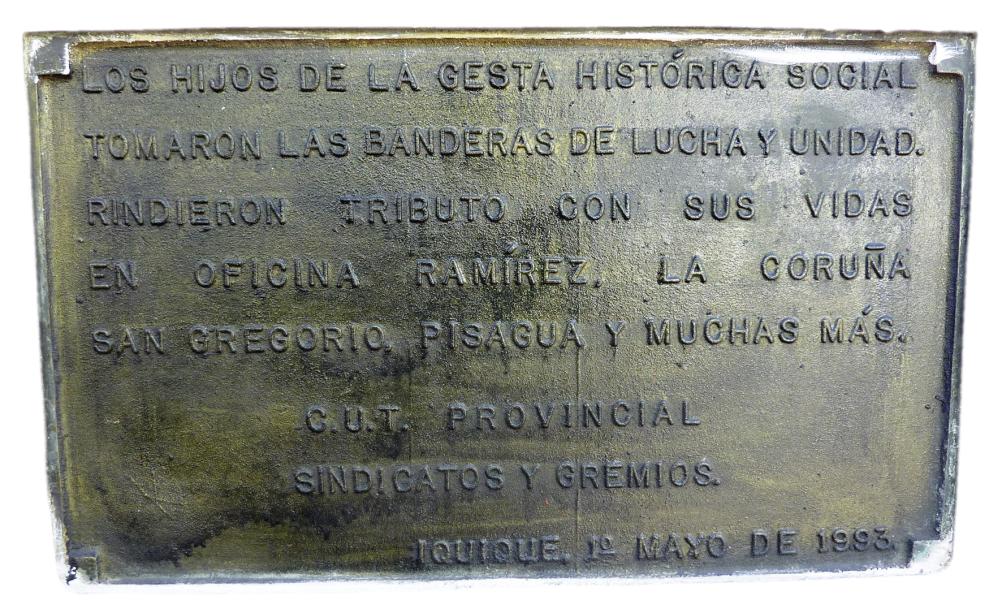 LOS HIJOS DE LA GESTA HISTÓRICA SOCIAL
TOMARON LAS BANDERAS DE LUCHA Y UNIDAD.
RINDIERON TRIBUTO CON SUS VIDAS
EN OFICINA RAMÍREZ, LA CORUÑA
SAN GREGORIO, PISAGUA Y MUCHAS MÁS.
C.U.T. PROVINCIAL
SINDICATOS Y GREMIOS.
IQUIQUE, 1º MAYO DE 1993.